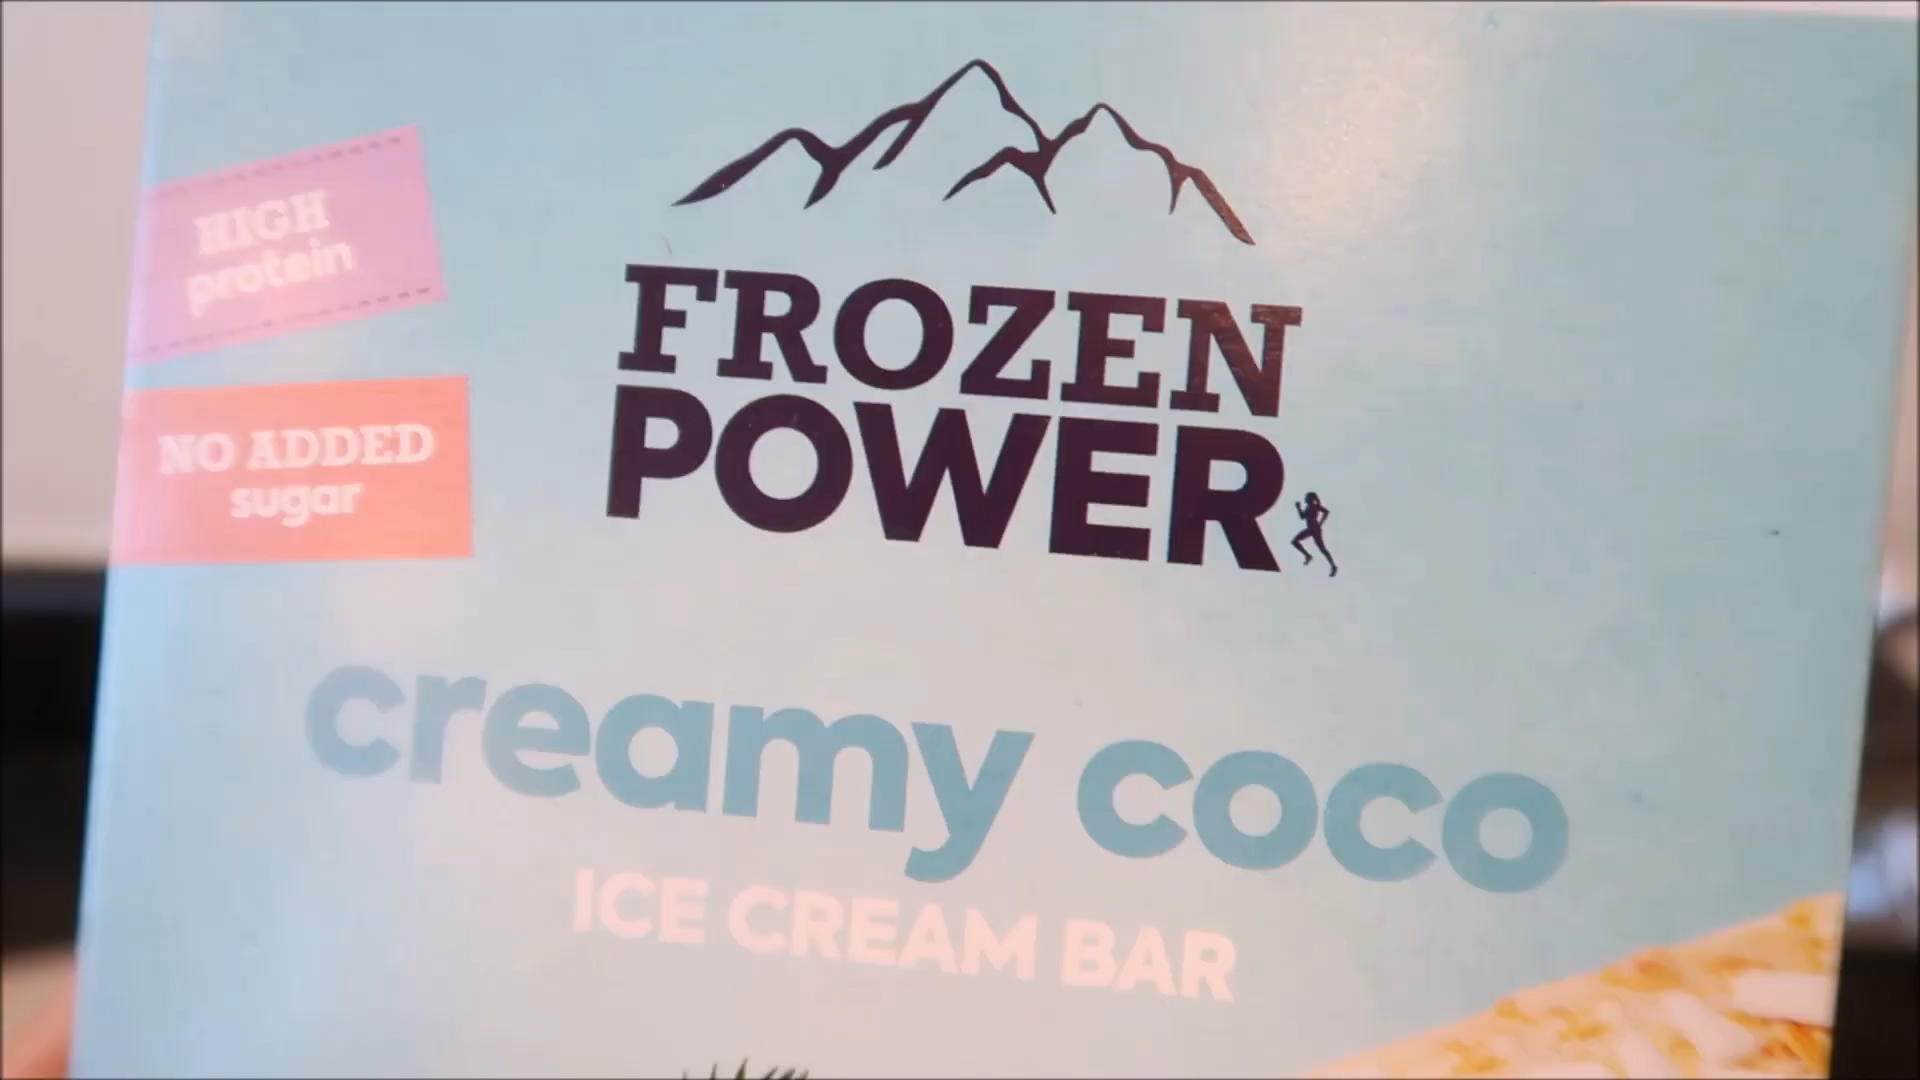 HIGH
protein
NO ADDED
sugar
FROZEN
POWER
creamy coco
ICE CREAM BAR